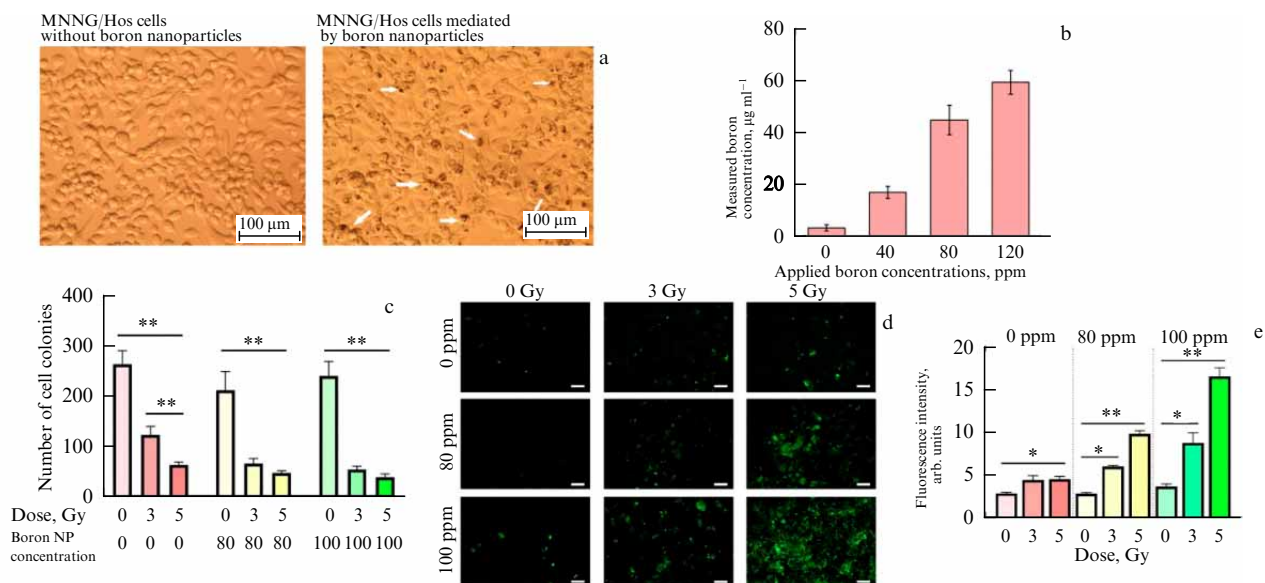 MNNG/Hos cells
without boron nanoparticles
MNNG/Hos cells mediated
by boron nanoparticles
a
100 µm
100 µm
b
Measured boron
concentration, µg ml⁻¹
80
60
40
20
0
0 40 80 120
Applied boron concentrations, ppm
c
Number of cell colonies
400
300
200
100
0
** ** **
**
Dose, Gy 0 3 5 0 3 5 0 3 5
Boron NP
concentration 0 0 0 80 80 80 100 100 100
0 Gy 3 Gy 5 Gy
d
0 ppm
80 ppm
100 ppm
e
0 ppm 80 ppm 100 ppm
Fluorescence intensity,
arb. units
20
15
10
5
0
**
** *
* *
0 3 5 0 3 5 0 3 5
Dose, Gy